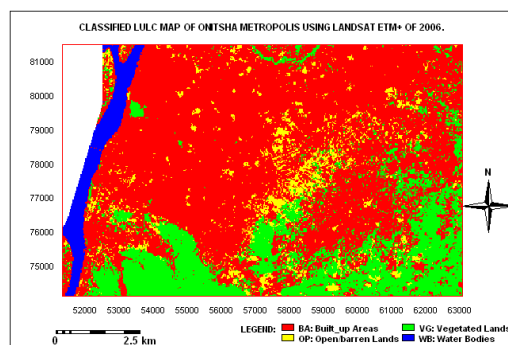 CLASSIFIED LULC MAP OF ONITSHA METROPOLIS USING LANDSAT ETM+ OF 2006.
81000
80000
79000
78000
77000
76000
75000
N
52000 53000 54000 55000 56000 57000 58000 59000 60000 61000 62000 63000
0 2.5 km
LEGEND: BA: Built_up Areas VG: Vegetated Lands
OP: Open/barren Lands WB: Water Bodies